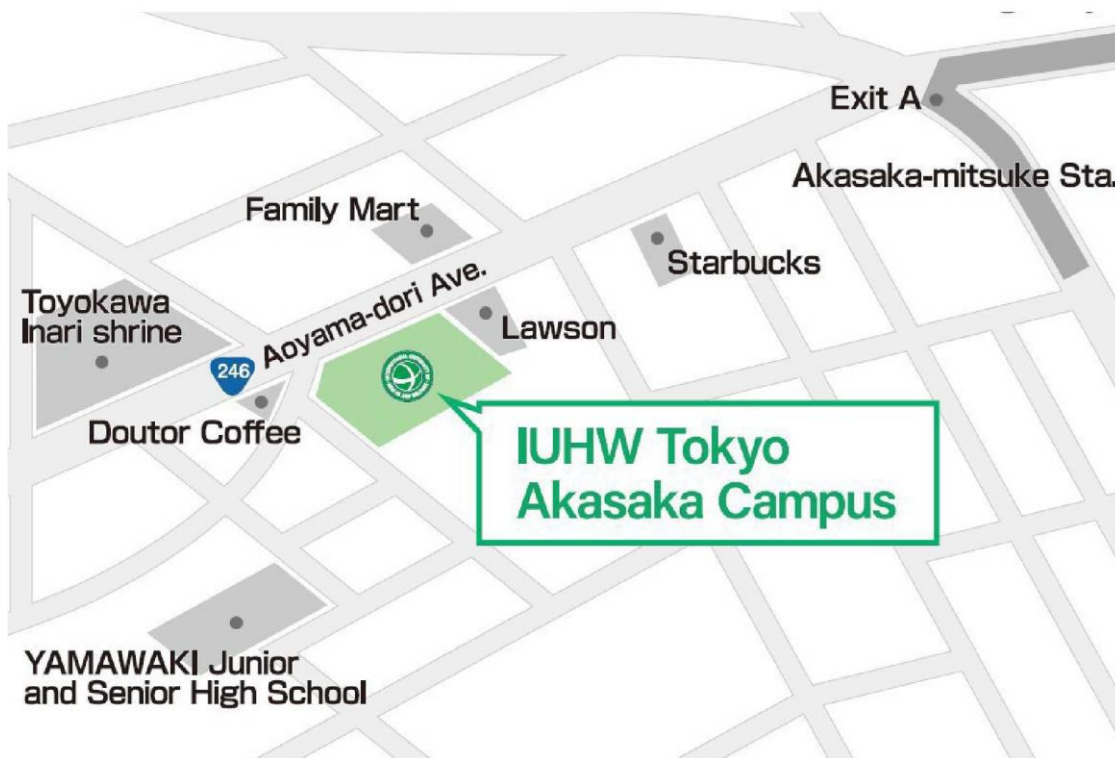 Exit A
Akasaka-mitsuke Sta.
Family Mart
Starbucks
Aoyama-dori Ave.
Toyokawa
Inari shrine
Lawson
246
Doutor Coffee
IUHW Tokyo
Akasaka Campus
YAMAWAKI Junior
and Senior High School